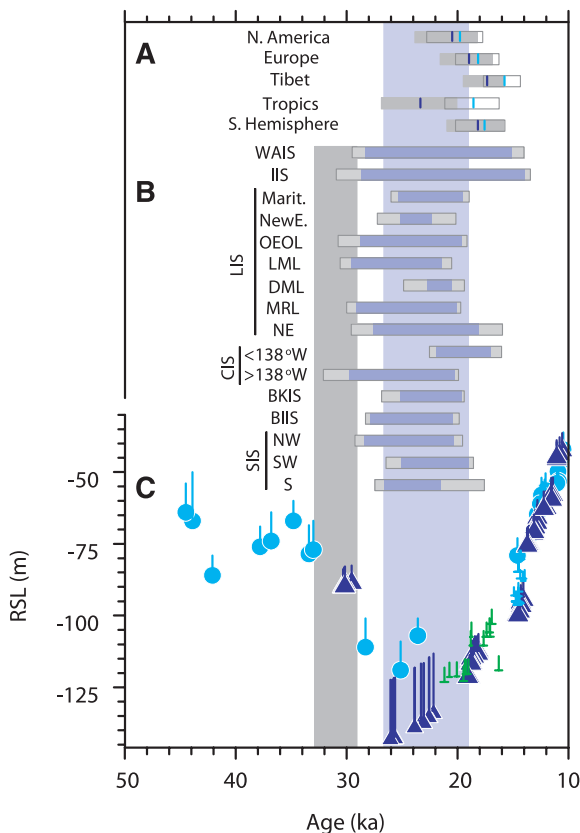 A
N. America
Europe
Tibet
Tropics
S. Hemisphere
B
WAIS
IIS
LIS
Marit.
NewE.
OEOL
LML
DML
MRL
NE
CIS
<138°W
>138°W
BKIS
BIIS
SIS
NW
SW
S
C
RSL (m)
-50
-75
-100
-125
50 40 30 20 10
Age (ka)